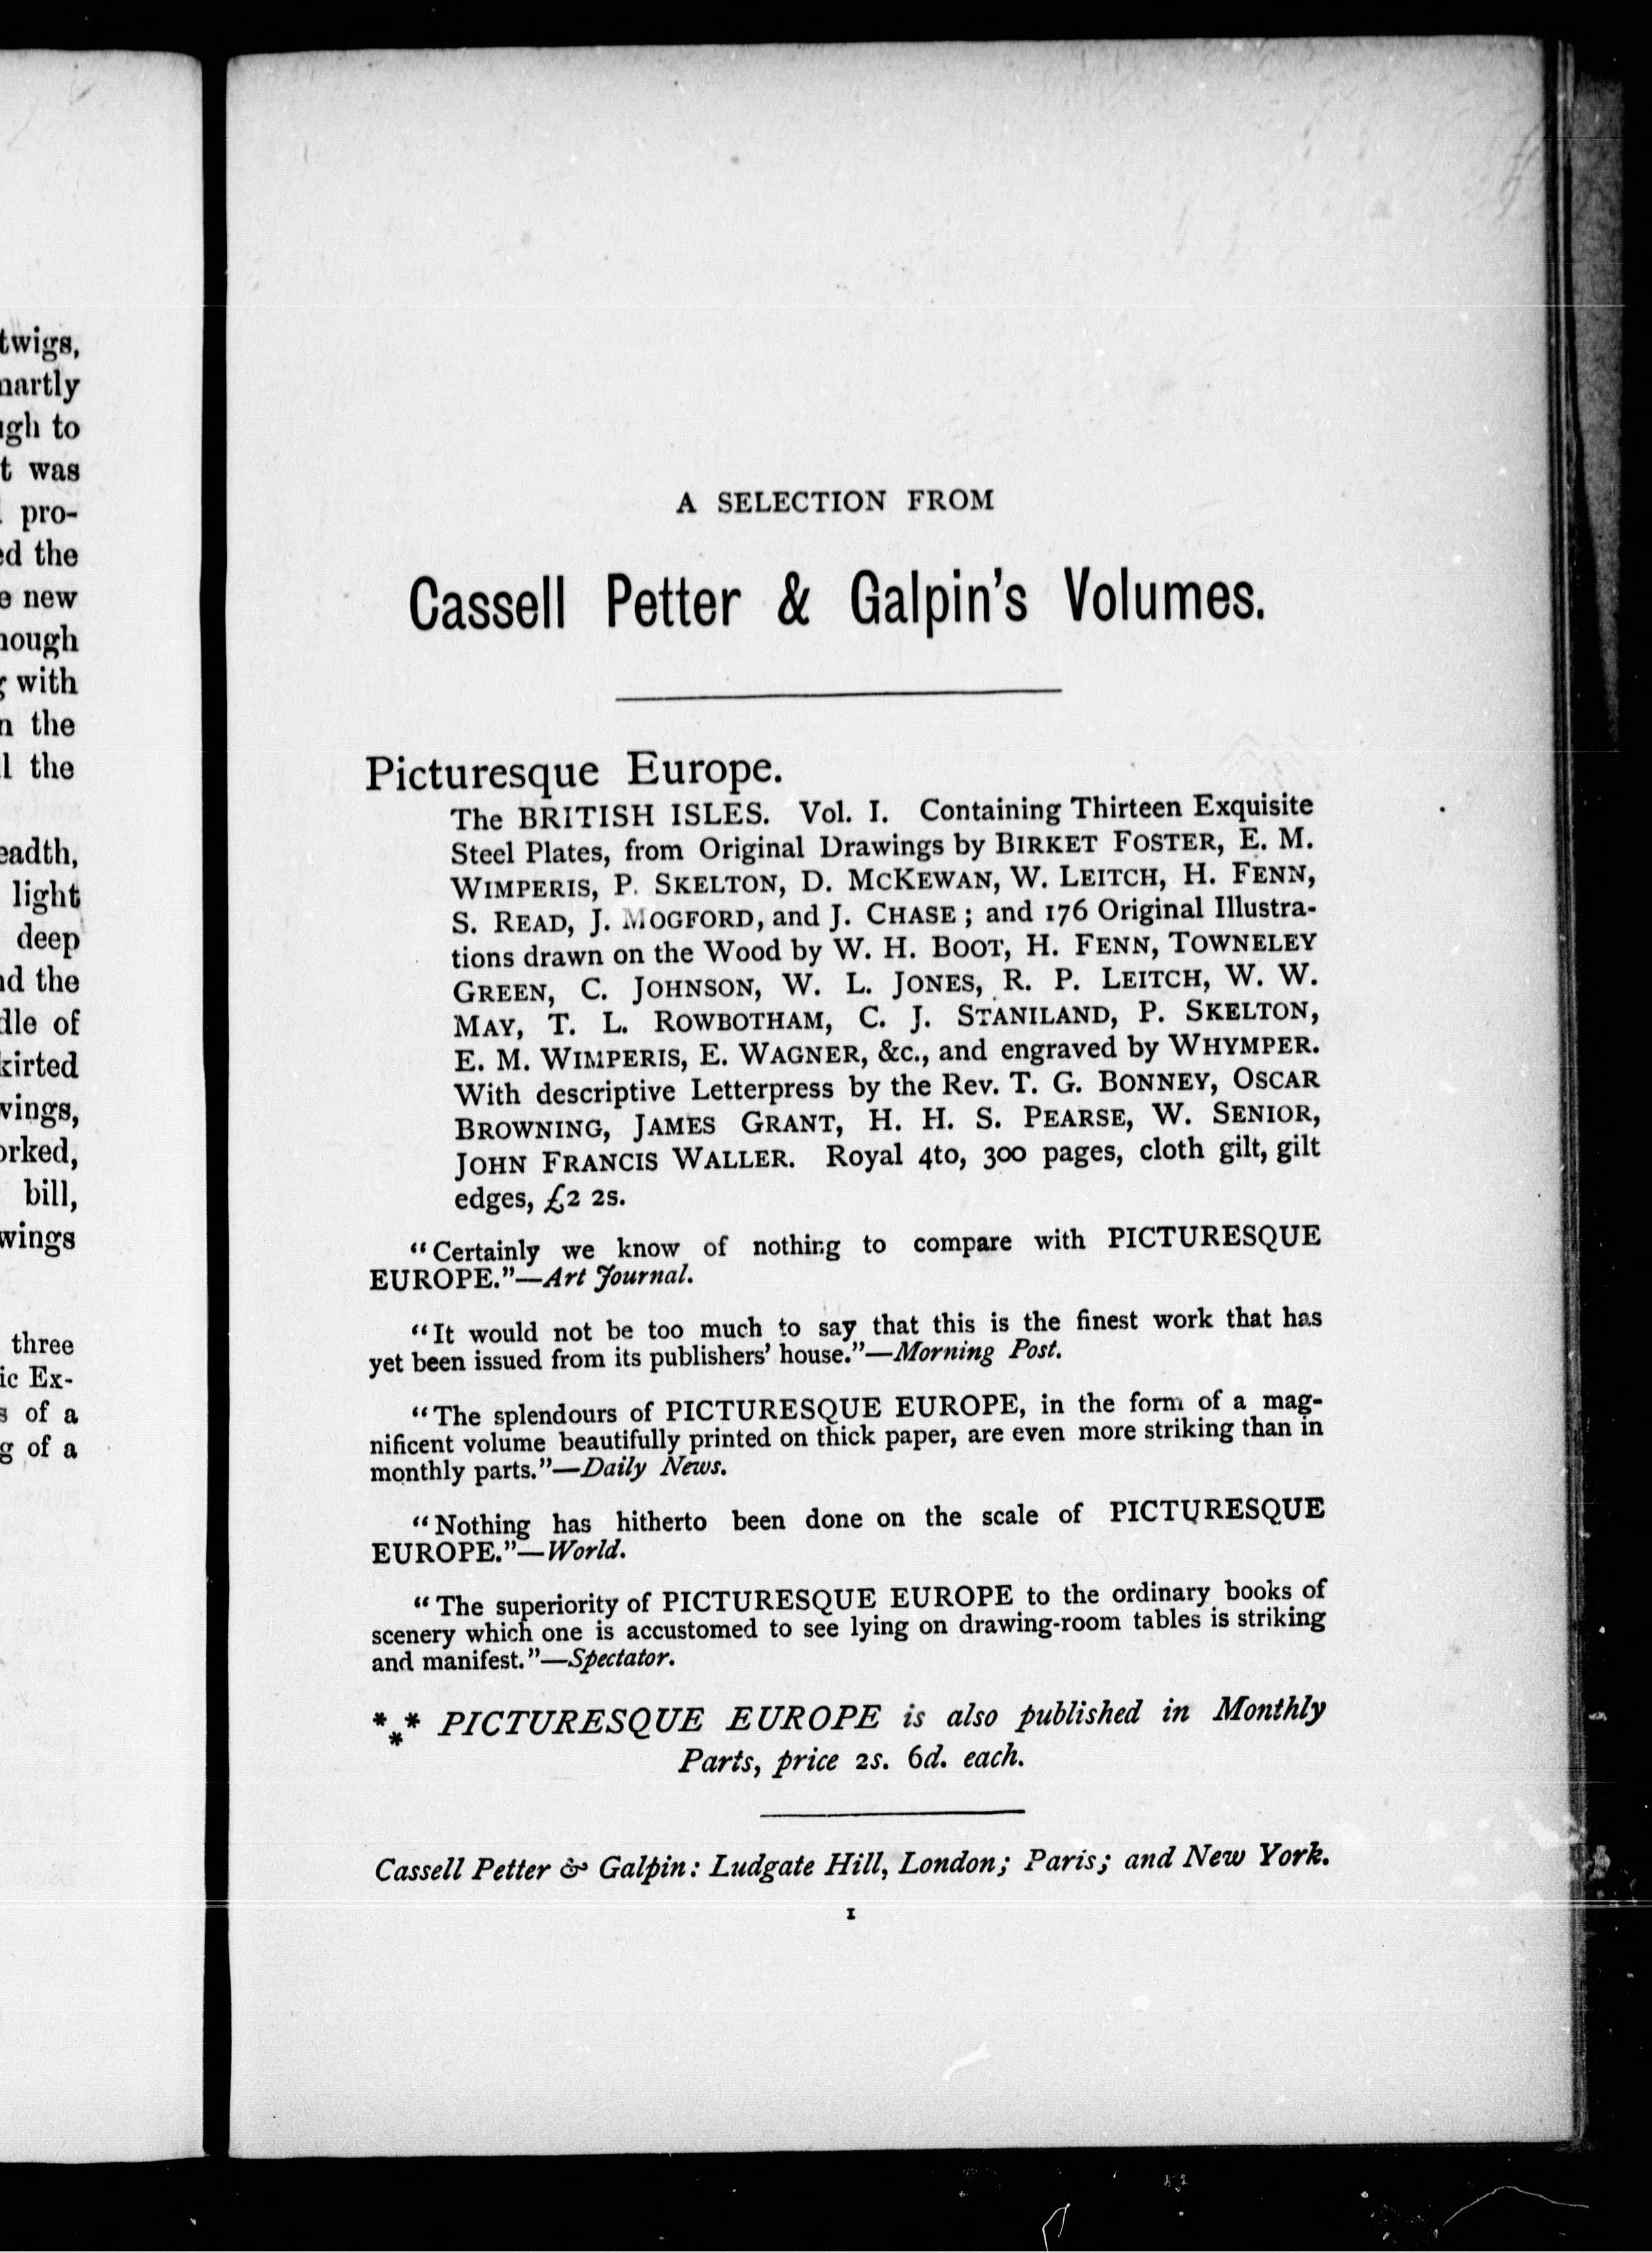 twigs,
to
t was
pro-
the
new
with
the
the
light
deep
the
of
bill,
wings
three
Ex-
of a
of a
A SELECTION FROM
Cassell Petter & Galpin's Volumes.
Picturesque Europe.
The BRITISH ISLES. Vol. I. Containing Thirteen Exquisite
Steel Plates, from Original Drawings by BIRKET FOSTER, E. M.
WIMPERIS, P. SKELTON, D. MCKEWAN, W. LEITCH, H. FENN,
S. READ, J. MOGFORD, and J. CHASE; and 176 Original Illustra-
tions drawn on the Wood by W. H. BOOT, H. FENN, TOWNELEY
GREEN, C. JOHNSON, W. L. JONES, R. P. LEITCH, W. W.
MAY, T. L. ROWBOTHAM, C. J. STANILAND, P. SKELTON,
E. M. WIMPERIS, E. WAGNER, &c., and engraved by WHYMPER.
With descriptive Letterpress by the Rev. T. G. BONNEY, OSCAR
BROWNING, JAMES GRANT, H. H. S. PEARSE, W. SENIOR,
JOHN FRANCIS WALLER. Royal 4to, 300 pages, cloth gilt, gilt
edges, £2 2s.
"Certainly we know of nothing to compare with PICTURESQUE
EUROPE."—Art Journal.
"It would not be too much to say that this is the finest work that has
yet been issued from its publishers' house."—Morning Post.
"The splendours of PICTURESQUE EUROPE, in the form of a mag-
nificent volume beautifully printed on thick paper, are even more striking than in
monthly parts."—Daily News.
"Nothing has hitherto been done on the scale of PICTURESQUE
EUROPE."—World.
"The superiority of PICTURESQUE EUROPE to the ordinary books of
scenery which one is accustomed to see lying on drawing-room tables is striking
and manifest."—Spectator.
*** PICTURESQUE EUROPE is also published in Monthly
Parts, price 2s. 6d. each.
Cassell Petter & Galpin: Ludgate Hill, London; Paris; and New York.
1